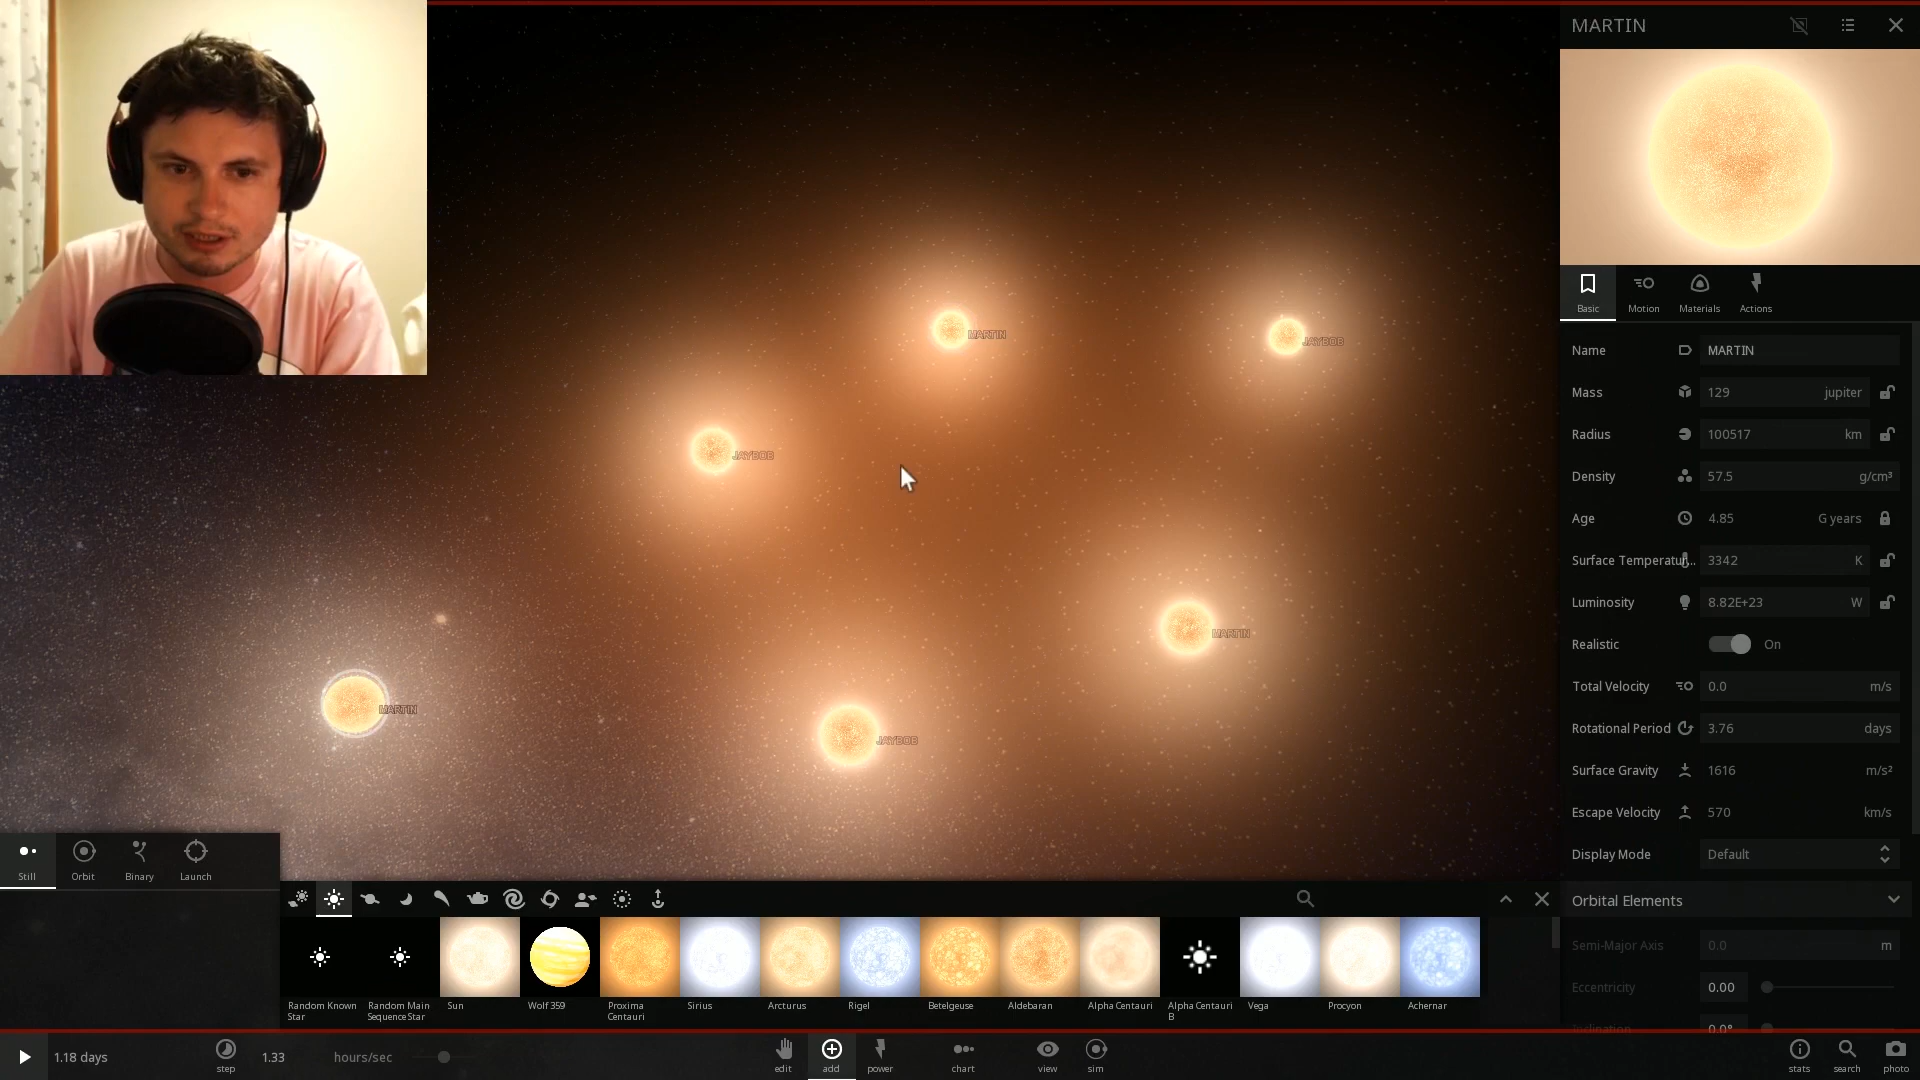 MARTIN
MARTIN
JAYBOB
JAYBOB
MARTIN
MARTIN
JAYBOB
Basic
Motion
Materials
Actions
Name
MARTIN
Mass
129
jupiter
Radius
100517
km
Density
57.5
g/cm³
Age
4.85
G years
Surface Temperatur...
3342
K
Luminosity
8.82E+23
W
Realistic
On
Total Velocity
0.0
m/s
Rotational Period
3.76
days
Surface Gravity
1616
m/s²
Escape Velocity
570
km/s
Display Mode
Default
Orbital Elements
Semi-Major Axis
0.0
m
Eccentricity
0.00
Inclination
0.0°
Still
Orbit
Binary
Launch
Random Known
Star
Random Main
Sequence Star
Sun
Wolf 359
Proxima
Centauri
Sirius
Arcturus
Rigel
Betelgeuse
Aldebaran
Alpha Centauri
Alpha Centauri
B
Vega
Procyon
Achernar
1.18 days
step
1.33
hours/sec
edit
add
power
chart
view
sim
stats
search
photo